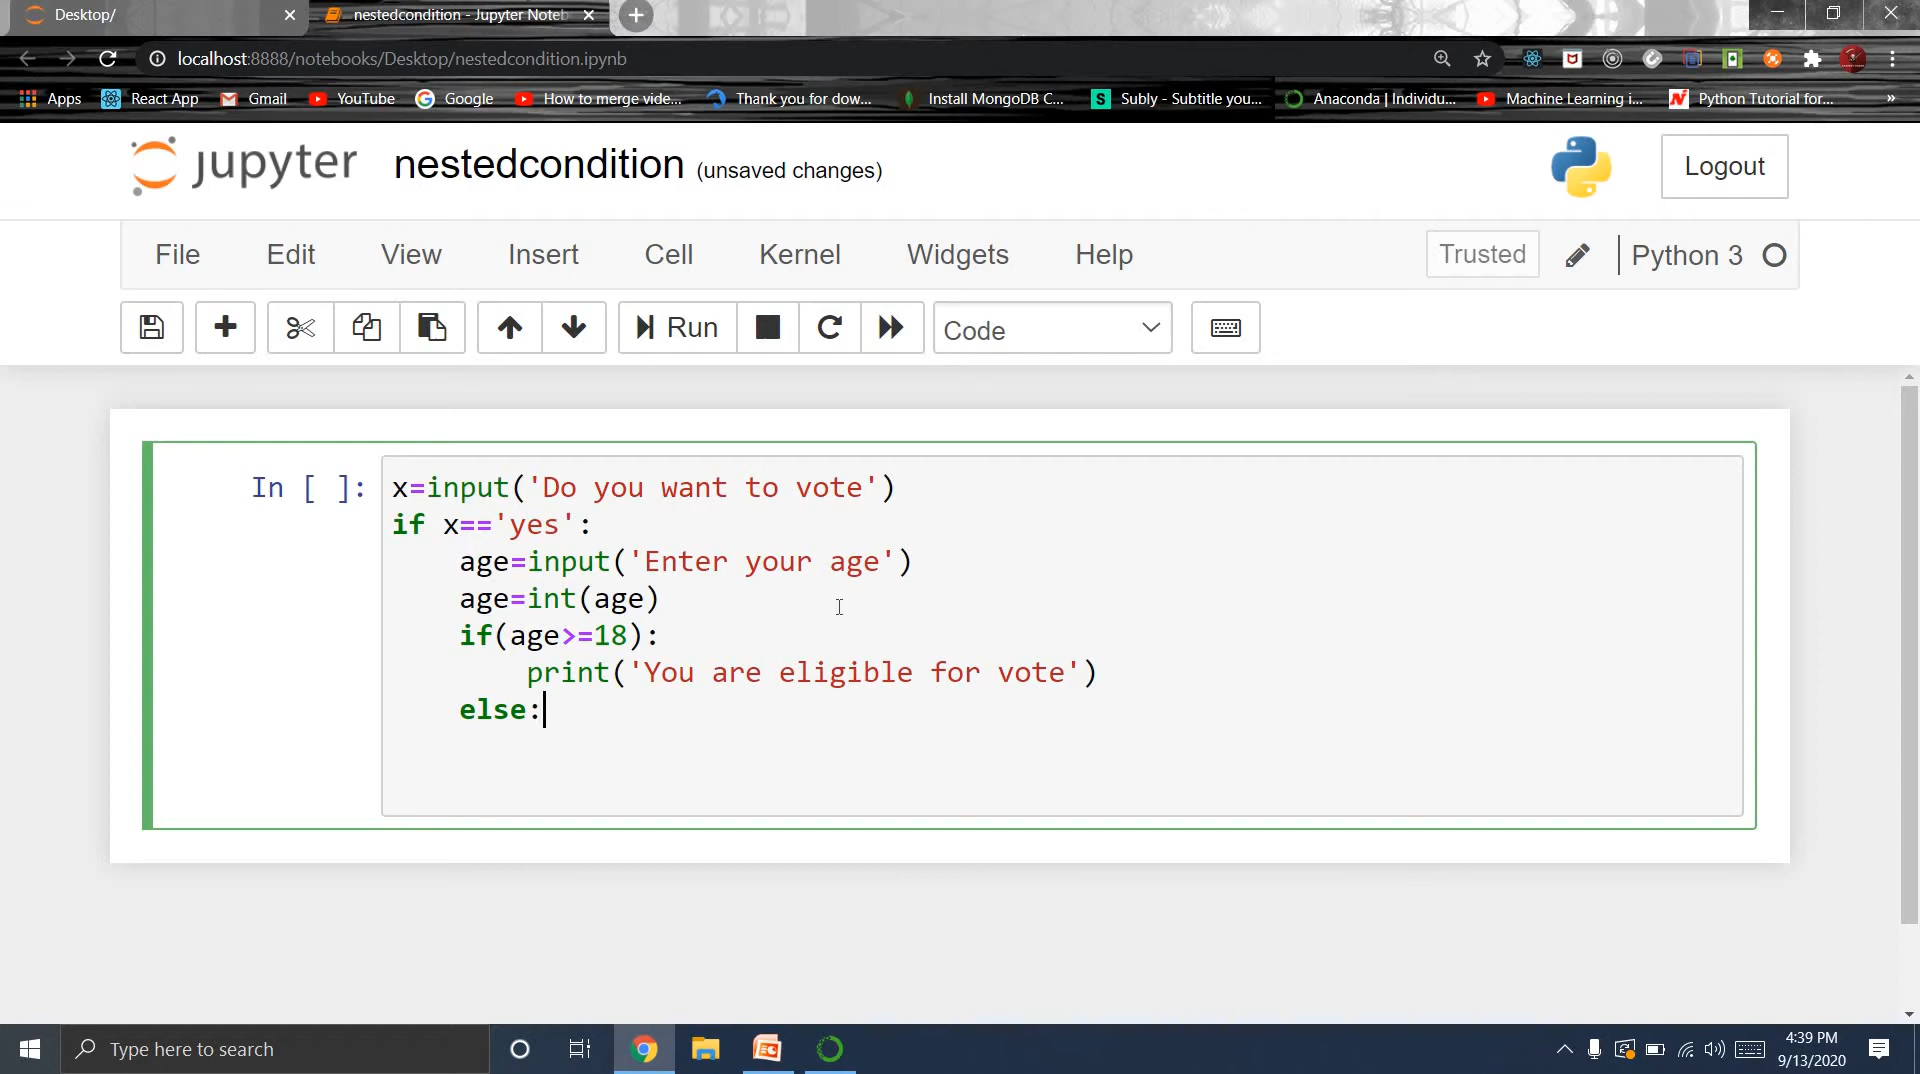 Desktop/
nestedcondition - Jupyter Noteb
localhost:8888/notebooks/Desktop/nestedcondition.ipynb
Apps
React App
Gmail
YouTube
Google
How to merge vide...
Thank you for dow...
Install MongoDB C...
Subly - Subtitle you...
Anaconda | Individu...
Machine Learning i...
Python Tutorial for...
»
jupyter nestedcondition (unsaved changes)
Logout
File Edit View Insert Cell Kernel Widgets Help
Trusted
Python 3
Run
Code
In [ ]:
x=input('Do you want to vote')
if x=='yes':
    age=input('Enter your age')
    age=int(age)
    if(age>=18):
        print('You are eligible for vote')
    else:
Type here to search
4:39 PM
9/13/2020